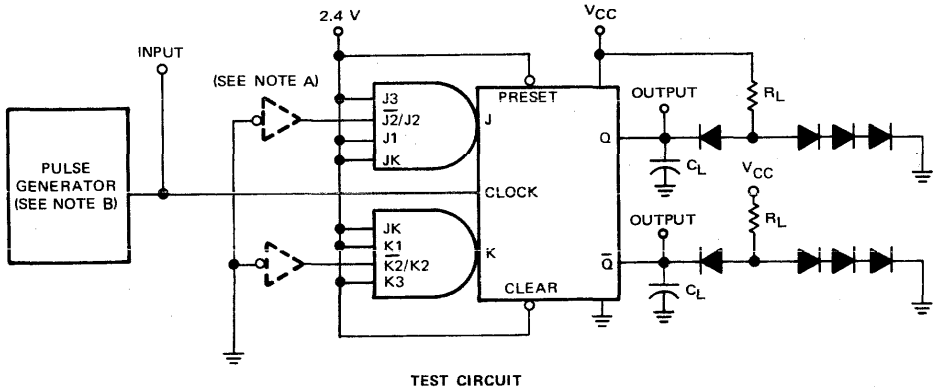 2.4 V
VCC
INPUT
(SEE NOTE A)
J3
J2/J2
J1
JK
J
PRESET
OUTPUT
RL
Q
CL
PULSE
GENERATOR
(SEE NOTE B)
CLOCK
VCC
JK
K1
K2/K2
K3
K
OUTPUT
RL
Q̅
CLEAR
CL
TEST CIRCUIT